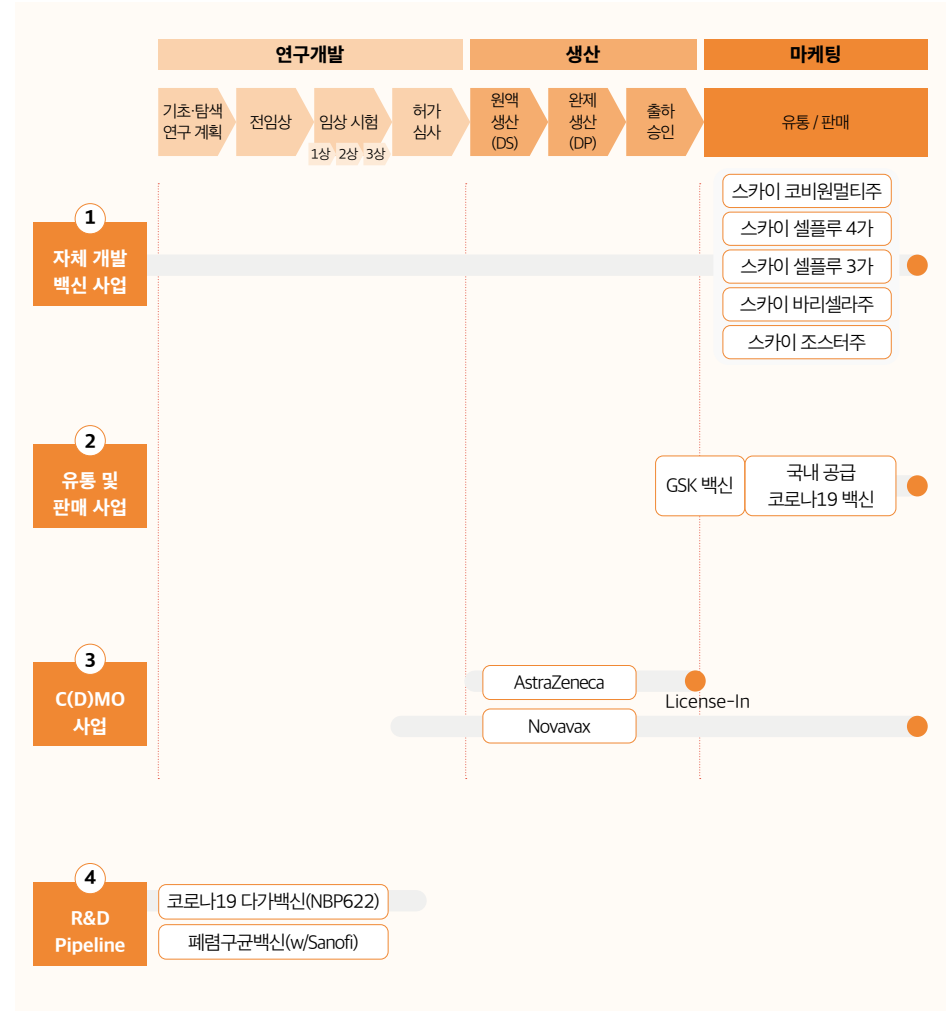 연구개발
생산
마케팅
기초·탐색
연구 계획
전임상
임상 시험
1상 2상 3상
허가
심사
원액
생산
(DS)
완제
생산
(DP)
출하
승인
유통 / 판매
1
자체 개발
백신 사업
스카이 코비원멀티주
스카이 셀플루 4가
스카이 셀플루 3가
스카이 바리셀라주
스카이 조스터주
2
유통 및
판매 사업
GSK 백신
국내 공급
코로나19 백신
3
C(D)MO
사업
AstraZeneca
License-In
Novavax
4
R&D
Pipeline
코로나19 다가백신(NBP622)
폐렴구균백신(w/Sanofi)